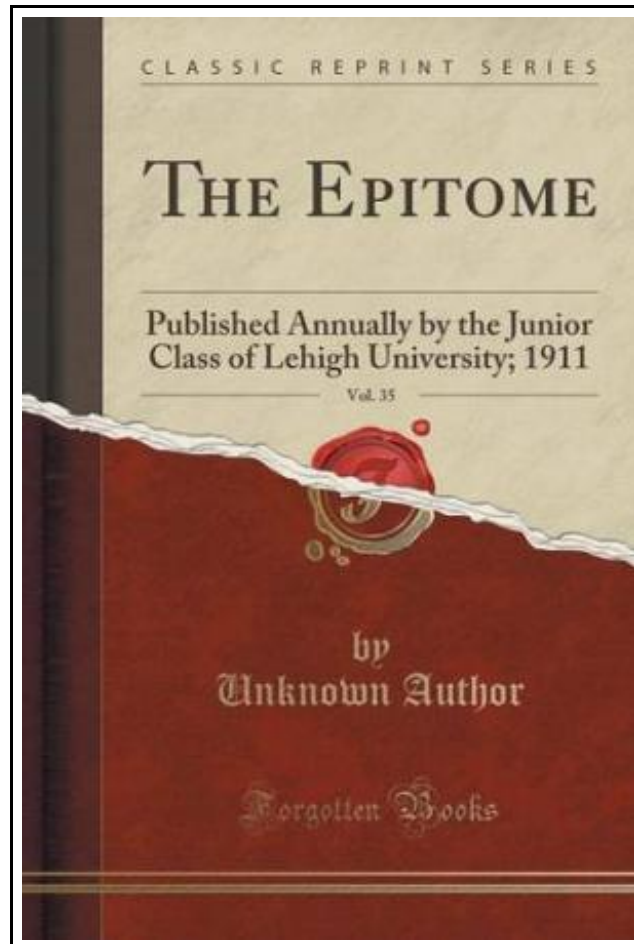 CLASSIC REPRINT SERIES
THE EPITOME
Published Annually by the Junior
Class of Lehigh University; 1911
Vol. 35
by
Unknown Author
Forgotten Books